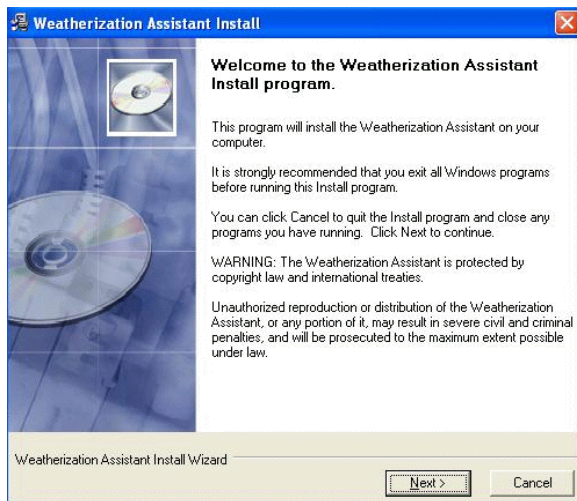 Weatherization Assistant Install
Welcome to the Weatherization Assistant
Install program.
This program will install the Weatherization Assistant on your
computer.
It is strongly recommended that you exit all Windows programs
before running this Install program.
You can click Cancel to quit the Install program and close any
programs you have running. Click Next to continue.
WARNING: The Weatherization Assistant is protected by
copyright law and international treaties.
Unauthorized reproduction or distribution of the Weatherization
Assistant, or any portion of it, may result in severe civil and criminal
penalties, and will be prosecuted to the maximum extent possible
under law.
Weatherization Assistant Install Wizard
Next >
Cancel